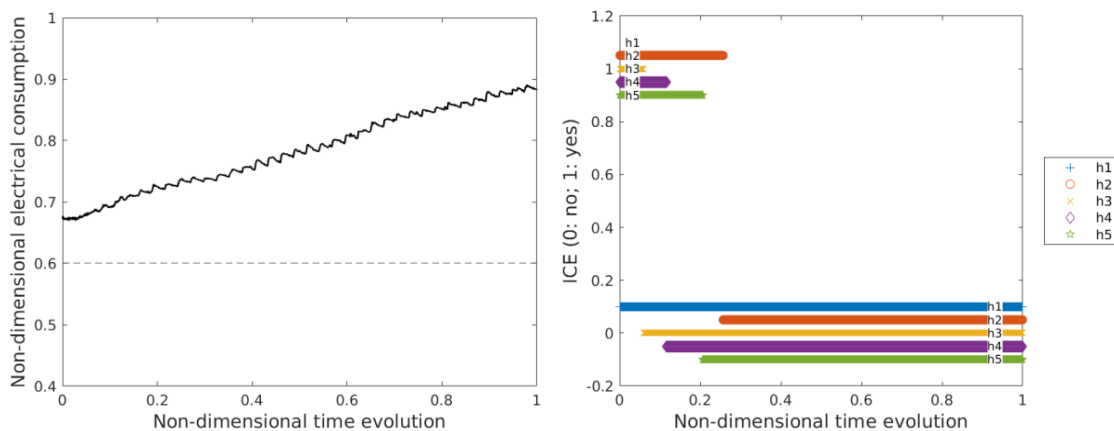 Non-dimensional electrical consumption
1
0.9
0.8
0.7
0.6
0.5
0.4
0
0.2
0.4
0.6
0.8
1
Non-dimensional time evolution
ICE (0: no; 1: yes)
1.2
1
0.8
0.6
0.4
0.2
0
-0.2
h1
h2
h3
h4
h5
h1
h2
h3
h4
h5
0
0.2
0.4
0.6
0.8
1
Non-dimensional time evolution
h1
h2
h3
h4
h5